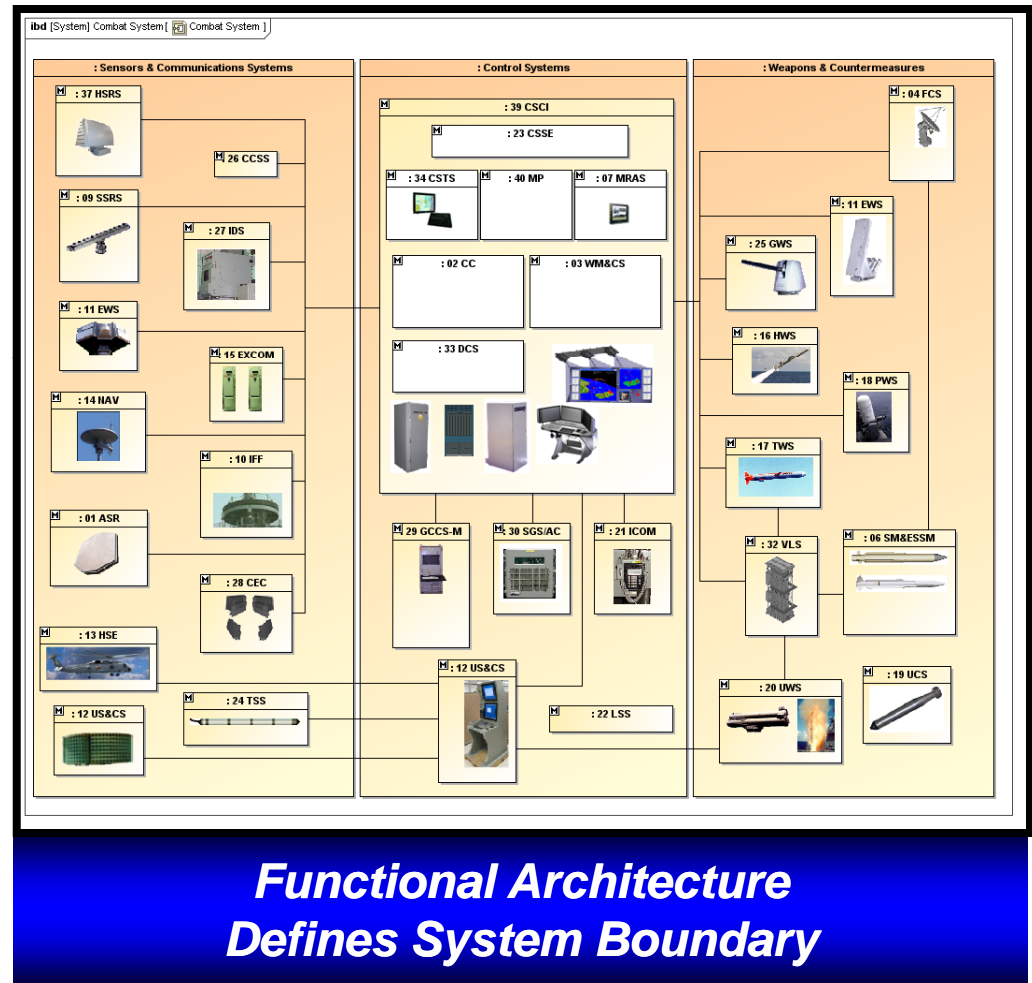 ibd [System] Combat System [ Combat System ]
: Sensors & Communications Systems
: 37 HSRS
: 26 CCSS
: 09 SSRS
: 27 IDS
: 11 EWS
: 15 EXCOM
: 14 NAV
: 10 IFF
: 01 ASR
: 28 CEC
: 13 HSE
: 24 TSS
: 12 US&CS
: Control Systems
: 39 CSCI
: 23 CSSE
: 34 CSTS
: 40 MP
: 07 MRAS
: 02 CC
: 03 WM&CS
: 33 DCS
: 29 GCCS-M
: 30 SGS/AC
: 21 ICOM
: 12 US&CS
: 22 LSS
: Weapons & Countermeasures
: 04 FCS
: 11 EWS
: 25 GWS
: 16 HWS
: 18 PWS
: 17 TWS
: 32 VLS
: 06 SM&ESSM
: 20 UWS
: 19 UCS
Functional Architecture
Defines System Boundary